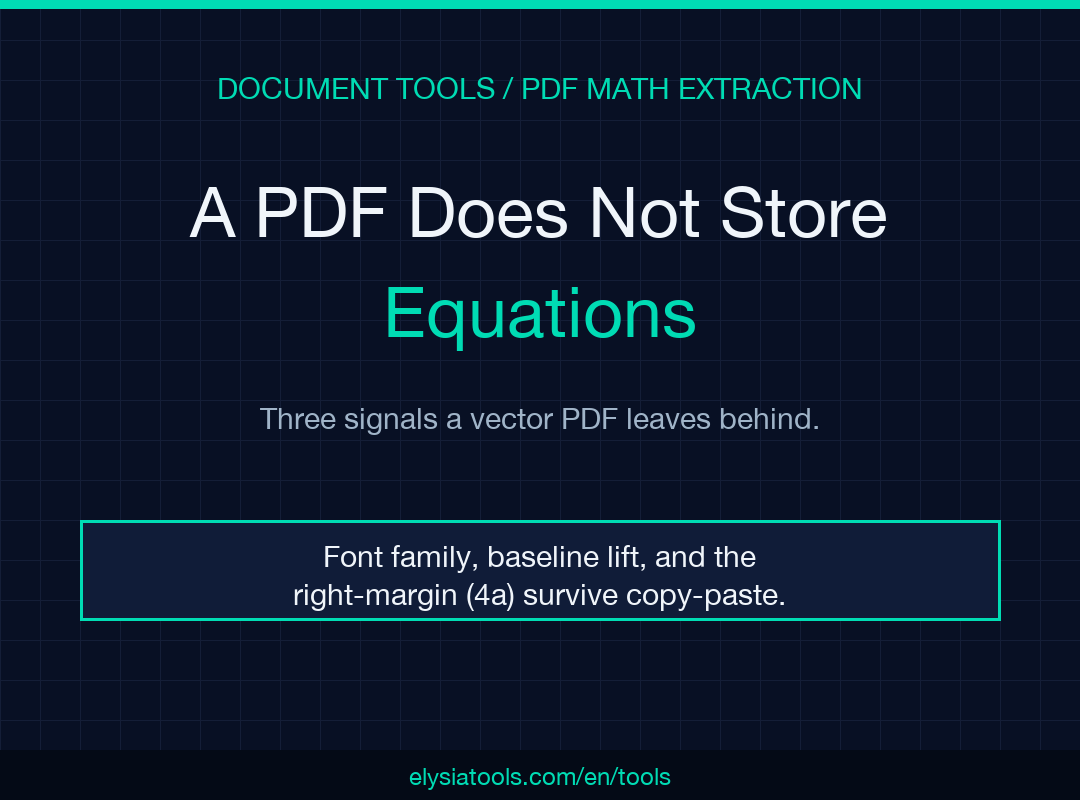 DOCUMENT TOOLS / PDF MATH EXTRACTION
A PDF Does Not Store
Equations
Three signals a vector PDF leaves behind.
Font family, baseline lift, and the
right-margin (4a) survive copy-paste.
elysiatools.com/en/tools